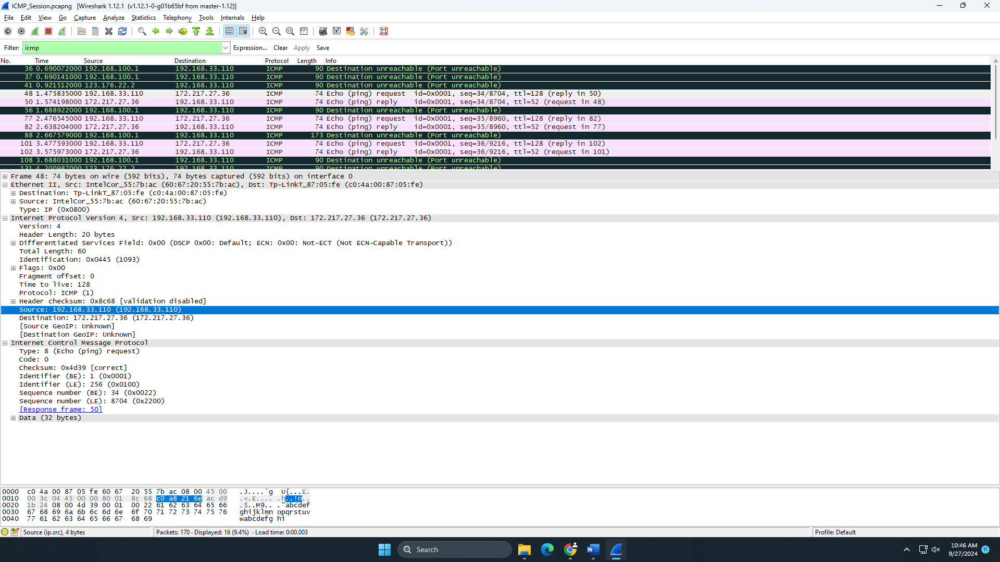 ICMP_Session.pcapng [Wireshark 1.12.1 (v1.12.1-0-g01b65bf from master-1.12)]
File Edit View Go Capture Analyze Statistics Telephony Tools Internals Help
Filter: icmp Expression... Clear Apply Save
No. Time Source Destination Protocol Length Info
36 0.690072000 192.168.100.1 192.168.33.110 ICMP 90 Destination unreachable (Port unreachable)
37 0.690141000 192.168.100.1 192.168.33.110 ICMP 90 Destination unreachable (Port unreachable)
41 0.921512000 123.176.22.2 192.168.33.110 ICMP 90 Destination unreachable (Port unreachable)
48 1.475835000 192.168.33.110 172.217.27.36 ICMP 74 Echo (ping) request id=0x0001, seq=34/8704, ttl=128 (reply in 50)
50 1.574198000 172.217.27.36 192.168.33.110 ICMP 74 Echo (ping) reply id=0x0001, seq=34/8704, ttl=52 (request in 48)
56 1.688922000 192.168.100.1 192.168.33.110 ICMP 90 Destination unreachable (Port unreachable)
77 2.476545000 192.168.33.110 172.217.27.36 ICMP 74 Echo (ping) request id=0x0001, seq=35/8960, ttl=128 (reply in 82)
82 2.638204000 172.217.27.36 192.168.33.110 ICMP 74 Echo (ping) reply id=0x0001, seq=35/8960, ttl=52 (request in 77)
88 2.667579000 192.168.100.1 192.168.33.110 ICMP 173 Destination unreachable (Port unreachable)
101 3.477593000 192.168.33.110 172.217.27.36 ICMP 74 Echo (ping) request id=0x0001, seq=36/9216, ttl=128 (reply in 102)
102 3.575973000 172.217.27.36 192.168.33.110 ICMP 74 Echo (ping) reply id=0x0001, seq=36/9216, ttl=52 (request in 101)
108 3.688031000 192.168.100.1 192.168.33.110 ICMP 90 Destination unreachable (Port unreachable)
131 4.200987000 123.176.22.2 192.168.33.110 ICMP 90 Destination unreachable (Port unreachable)
Frame 48: 74 bytes on wire (592 bits), 74 bytes captured (592 bits) on interface 0
Ethernet II, Src: IntelCor_55:7b:ac (60:67:20:55:7b:ac), Dst: Tp-LinkT_87:05:fe (c0:4a:00:87:05:fe)
Destination: Tp-LinkT_87:05:fe (c0:4a:00:87:05:fe)
Source: IntelCor_55:7b:ac (60:67:20:55:7b:ac)
Type: IP (0x0800)
Internet Protocol Version 4, Src: 192.168.33.110 (192.168.33.110), Dst: 172.217.27.36 (172.217.27.36)
Version: 4
Header Length: 20 bytes
Differentiated Services Field: 0x00 (DSCP 0x00: Default; ECN: 0x00: Not-ECT (Not ECN-Capable Transport))
Total Length: 60
Identification: 0x0445 (1093)
Flags: 0x00
Fragment offset: 0
Time to live: 128
Protocol: ICMP (1)
Header checksum: 0x8c68 [validation disabled]
Source: 192.168.33.110 (192.168.33.110)
Destination: 172.217.27.36 (172.217.27.36)
[Source GeoIP: Unknown]
[Destination GeoIP: Unknown]
Internet Control Message Protocol
Type: 8 (Echo (ping) request)
Code: 0
Checksum: 0x4d39 [correct]
Identifier (BE): 1 (0x0001)
Identifier (LE): 256 (0x0100)
Sequence number (BE): 34 (0x0022)
Sequence number (LE): 8704 (0x2200)
[Response frame: 50]
Data (32 bytes)
0000 c0 4a 00 87 05 fe 60 67 20 55 7b ac 08 00 45 00 .J....`g U{...E.
0010 00 3c 04 45 00 00 80 01 8c 68 c0 a8 21 6e ac d9 .<.E.... .h..!n..
0020 1b 24 08 00 4d 39 00 01 00 22 61 62 63 64 65 66 .$..M9.. ."abcdef
0030 67 68 69 6a 6b 6c 6d 6e 6f 70 71 72 73 74 75 76 ghijklmn opqrstuv
0040 77 61 62 63 64 65 66 67 68 69 wabcdefg hi
Source (ip.src), 4 bytes Packets: 170 · Displayed: 16 (9.4%) · Load time: 0:00.003 Profile: Default
Search
10:46 AM
9/27/2024
11